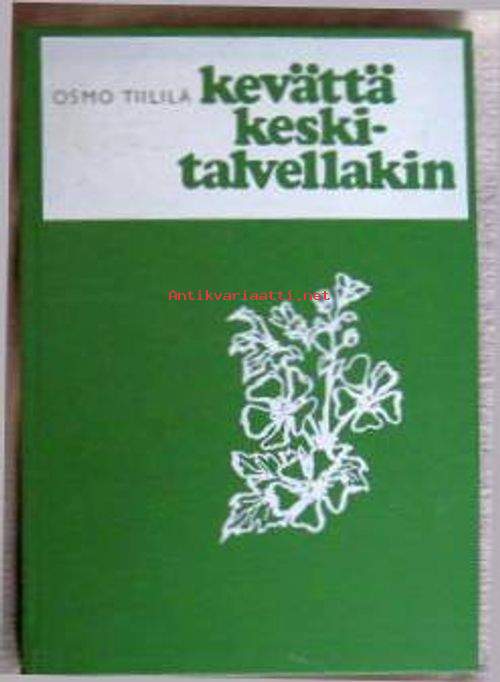 OSMO TIILILÄ
kevättä
keski-
talvellakin
Antikvariaatti.net